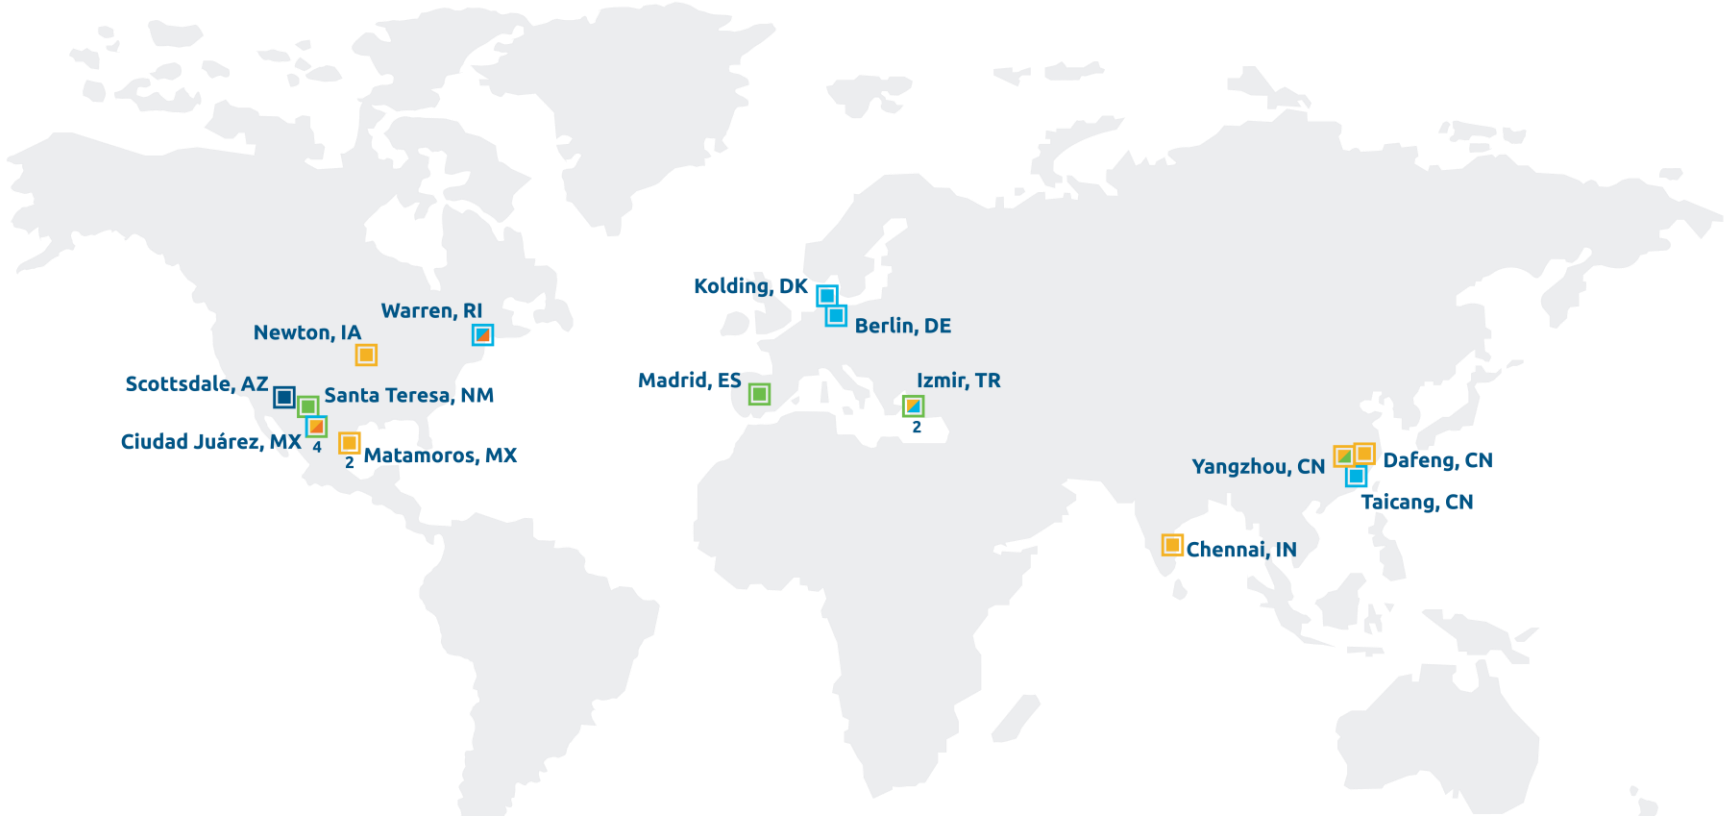 Kolding, DK
Berlin, DE
Warren, RI
Newton, IA
Scottsdale, AZ
Santa Teresa, NM
Madrid, ES
Izmir, TR
2
Ciudad Juárez, MX
4
2
Matamoros, MX
Yangzhou, CN
Dafeng, CN
Taicang, CN
Chennai, IN